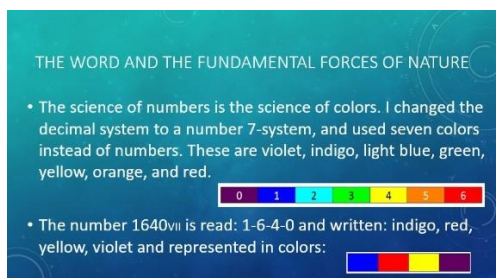 THE WORD AND THE FUNDAMENTAL FORCES OF NATURE
• The science of numbers is the science of colors. I changed the
decimal system to a number 7-system, and used seven colors
instead of numbers. These are violet, indigo, light blue, green,
yellow, orange, and red.
0 1 2 3 4 5 6
• The number 1640VII is read: 1-6-4-0 and written: indigo, red,
yellow, violet and represented in colors: